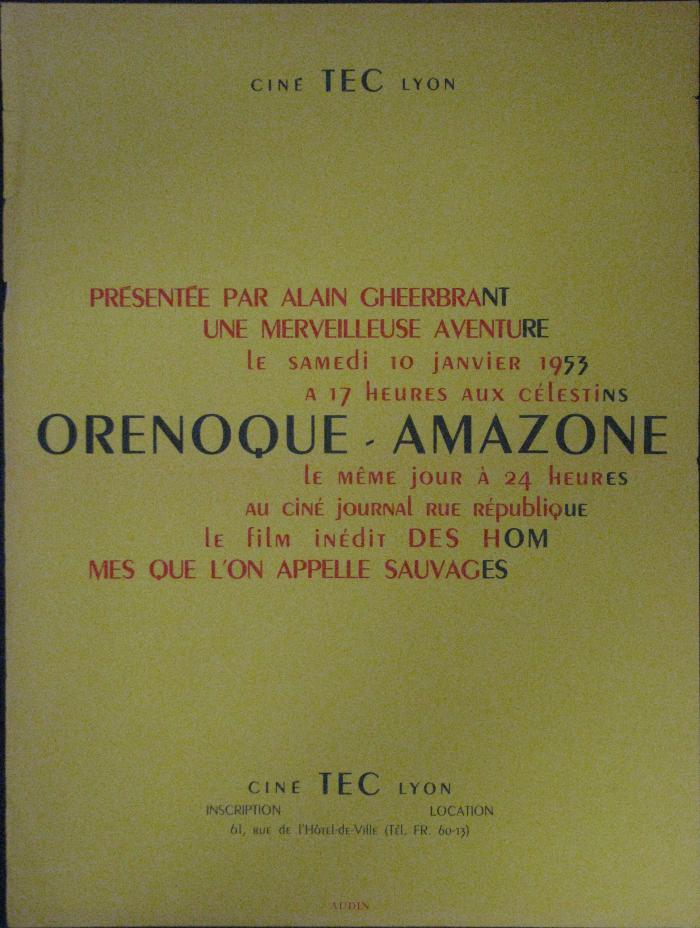 CINÉ TEC LYON
PRÉSENTÉE PAR ALAIN GHEERBRANT
UNE MERVEILLEUSE AVENTURE
le samedi 10 janvier 1953
A 17 heures aux célestins
ORENOQUE - AMAZONE
le même jour à 24 heures
au ciné journal rue république
le film inédit DES HOM
MES QUE L'ON APPELLE SAUVAGES
CINÉ TEC LYON
INSCRIPTION LOCATION
61, rue de l'Hôtel-de-Ville (Tél. FR. 60-13)
AUDIN